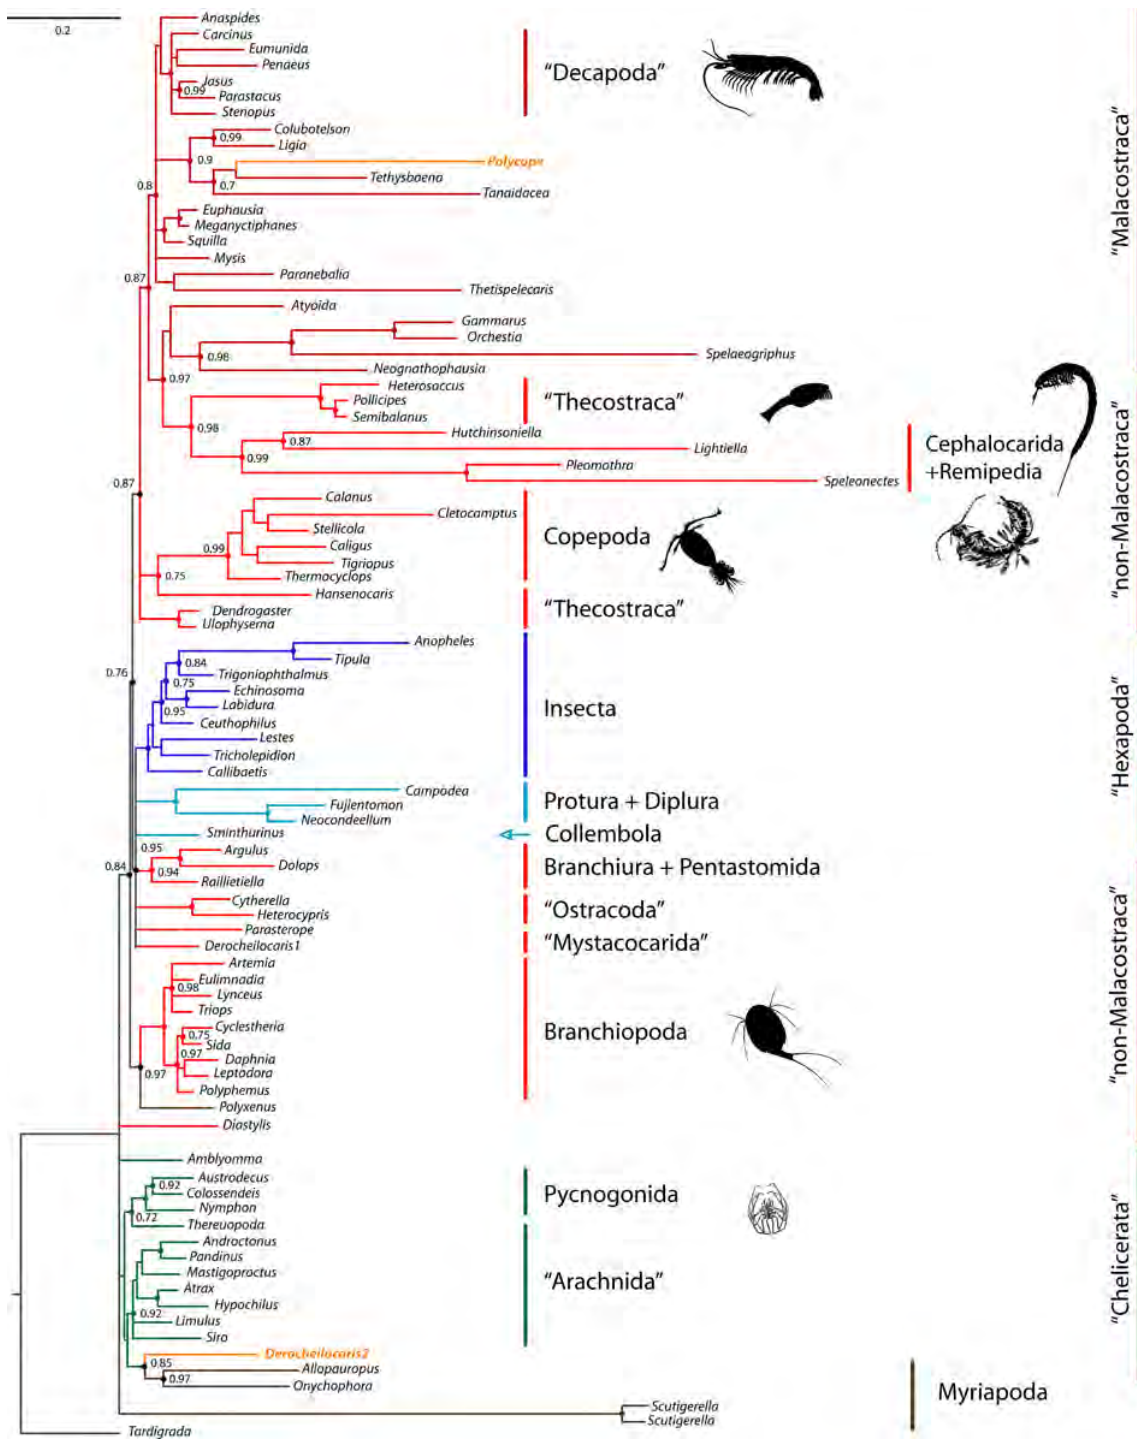 0.2
Anaspides
Carcinus
Eumunida
Penaeus
Jasus
0.99
Parastacus
Stenopus
"Decapoda"
Colubotelson
0.99
Ligia
0.9
Polycope
Tethysbaena
0.7
Tanaidacea
0.8
Euphausia
Meganyctiphanes
Squilla
Mysis
Paranebalia
0.87
Thetispelecaris
"Malacostraca"
Atyoida
Gammarus
Orchestia
0.98
Spelaeogriphus
Neognathophausia
0.97
Heterosaccus
Pollicipes
Semibalanus
"Thecostraca"
0.98
Hutchinsoniella
0.87
Lightiella
0.99
Pleomothra
Speleonectes
Cephalocarida
+Remipedia
0.87
Calanus
Cletocamptus
Stellicola
0.99
Caligus
Tigriopus
Thermocyclops
Copepoda
0.75
Hansenocaris
Dendrogaster
Ulophysema
"Thecostraca"
"non-Malacostraca"
Anopheles
0.84
Tipula
0.76
Trigoniophthalmus
0.75
Echinosoma
Labidura
0.95
Ceuthophilus
Lestes
Tricholepidion
Callibaetis
Insecta
Campodea
Fujientomon
Neocondeellum
Protura + Diplura
Sminthurinus
Collembola
"Hexapoda"
0.95
Argulus
0.84
Dolops
0.94
Raillietiella
Branchiura + Pentastomida
Cytherella
Heterocypris
"Ostracoda"
Parasterope
Derocheilocaris1
"Mystacocarida"
Artemia
Eulimnadia
0.98
Lynceus
Triops
Cyclestheria
0.75
Sida
0.97
Daphnia
Leptodora
0.97
Polyphemus
Branchiopoda
Polyxenus
Diastylis
"non-Malacostraca"
Amblyomma
Austrodecus
0.92
Colossendeis
Nymphon
0.72
Thereuopoda
Pycnogonida
Androctonus
Pandinus
Mastigoproctus
Atrax
Hypochilus
0.92
Limulus
Siro
"Arachnida"
"Chelicerata"
Derocheilocaris2
0.85
Allopauropus
0.97
Onychophora
Scutigerella
Scutigerella
Myriapoda
Tardigrada